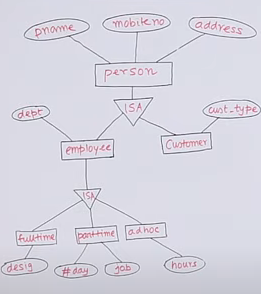 pname mobileno address
person
ISA
dept cust_type
employee Customer
ISA
fulltime parttime adhoc
desig #day job hours